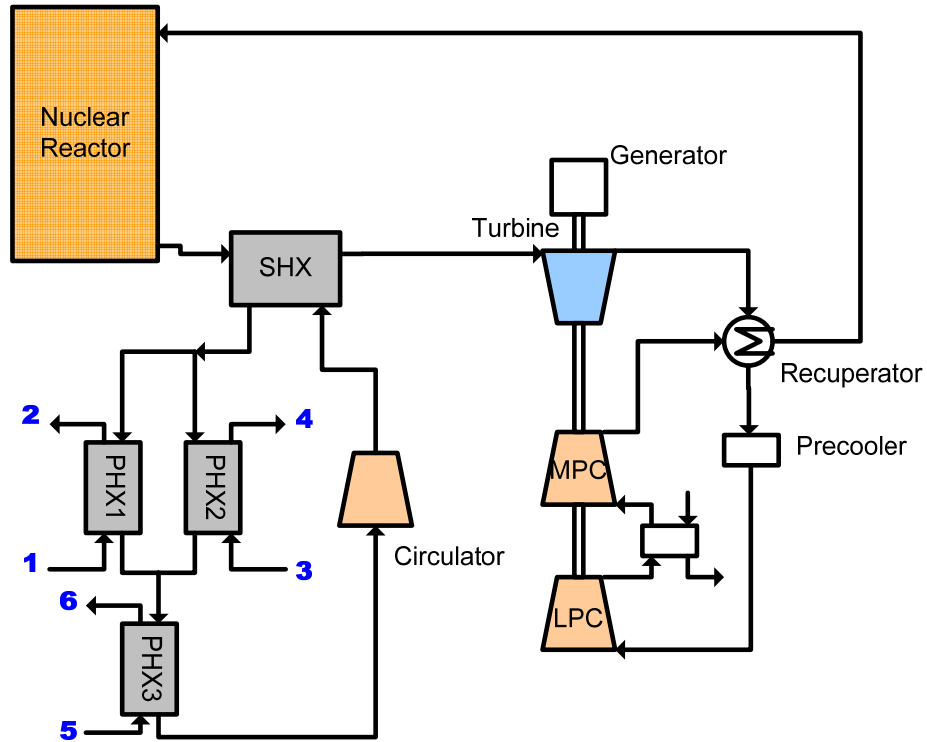 Nuclear
Reactor
Generator
Turbine
SHX
Recuperator
2
4
Precooler
PHX1
PHX2
MPC
Circulator
1
3
6
LPC
PHX3
5